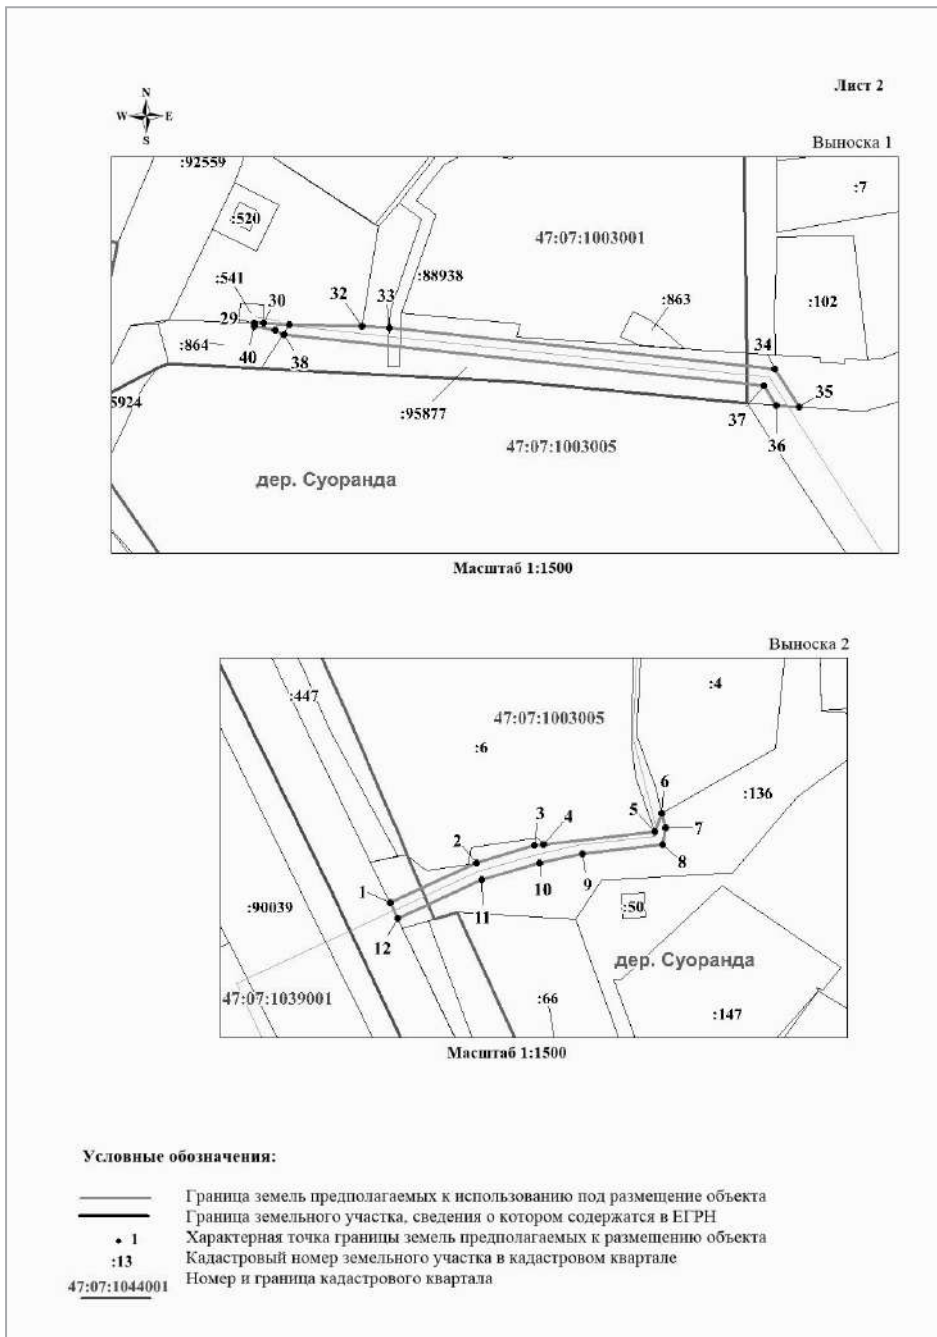 Лист 2
N
W E
S
Выноска 1
:92559
:7
:520
47:07:1003001
:541
:88938
:863
:102
30
32
33
29
34
40
:864
38
35
5924
:95877
37
36
47:07:1003005
дер. Суоранда
Масштаб 1:1500
Выноска 2
:447
:4
47:07:1003005
:6
6
:136
5
3
4
7
2
8
9
10
1
11
:90039
12
:50
дер. Суоранда
47:07:1039001
:66
:147
Масштаб 1:1500
Условные обозначения:
Граница земель предполагаемых к использованию под размещение объекта
Граница земельного участка, сведения о котором содержатся в ЕГРН
1 Характерная точка границы земель предполагаемых к размещению объекта
:13 Кадастровый номер земельного участка в кадастровом квартале
47:07:1044001 Номер и граница кадастрового квартала